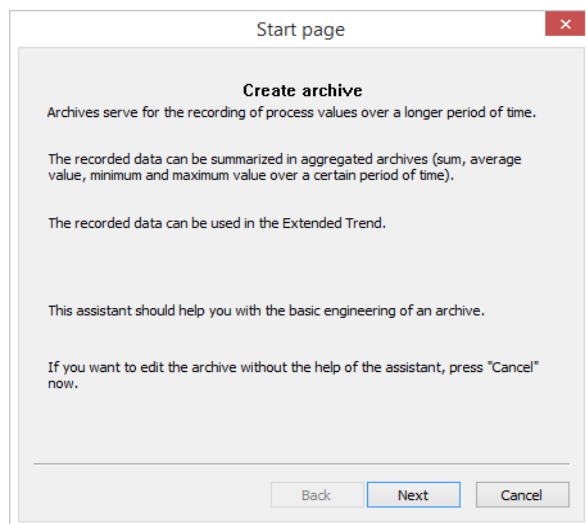 Start page
Create archive
Archives serve for the recording of process values over a longer period of time.
The recorded data can be summarized in aggregated archives (sum, average
value, minimum and maximum value over a certain period of time).
The recorded data can be used in the Extended Trend.
This assistant should help you with the basic engineering of an archive.
If you want to edit the archive without the help of the assistant, press "Cancel"
now.
Back Next Cancel